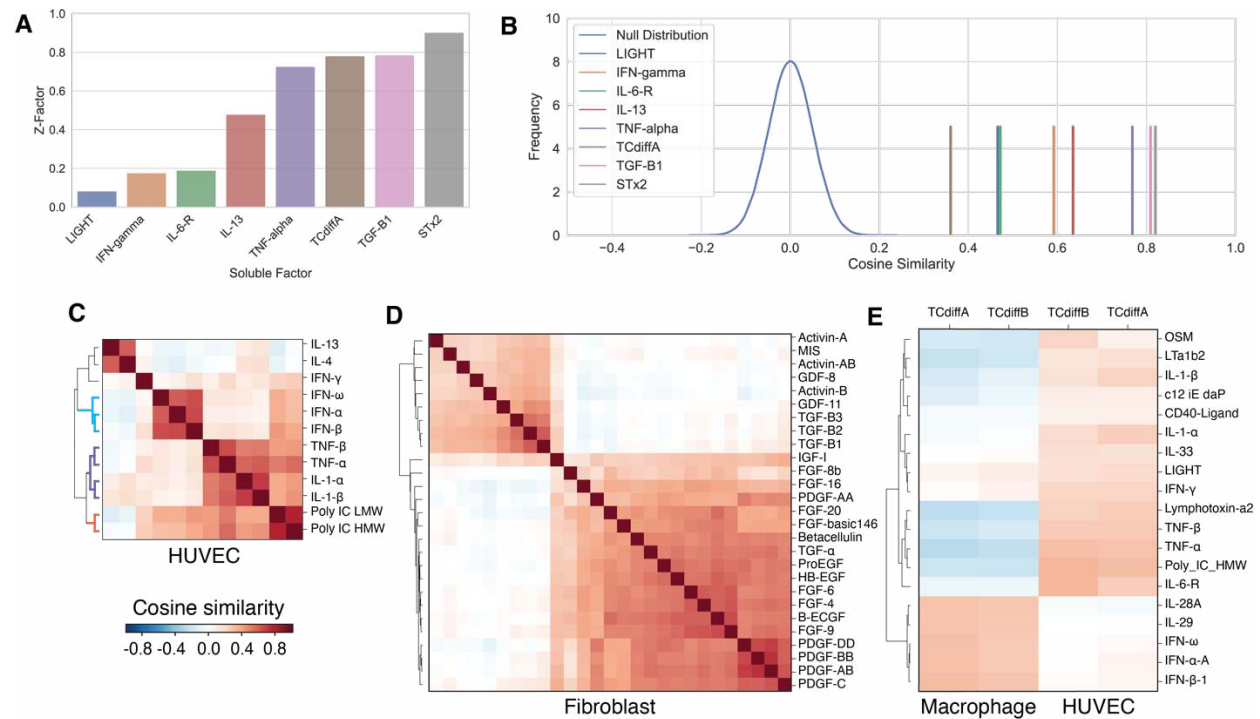 A
1.0
0.8
0.6
0.4
0.2
0.0
Z-Factor
LIGHT
IFN-gamma
IL-6-R
IL-13
TNF-alpha
TCdiffA
TGF-B1
STx2
Soluble Factor
B
10
8
6
4
2
0
Frequency
Null Distribution
LIGHT
IFN-gamma
IL-6-R
IL-13
TNF-alpha
TCdiffA
TGF-B1
STx2
−0.4
−0.2
0.0
0.2
0.4
0.6
0.8
1.0
Cosine Similarity
C
IL-13
IL-4
IFN-γ
IFN-ω
IFN-α
IFN-β
TNF-β
TNF-α
IL-1-α
IL-1-β
Poly IC LMW
Poly IC HMW
HUVEC
Cosine similarity
-0.8 -0.4 0.0 0.4 0.8
D
Activin-A
MIS
Activin-AB
GDF-8
Activin-B
GDF-11
TGF-B3
TGF-B2
TGF-B1
IGF-I
FGF-8b
FGF-16
PDGF-AA
FGF-20
FGF-basic146
Betacellulin
TGF-α
ProEGF
HB-EGF
FGF-6
FGF-4
B-ECGF
FGF-9
PDGF-DD
PDGF-BB
PDGF-AB
PDGF-C
Fibroblast
E
TCdiffA TCdiffB TCdiffB TCdiffA
OSM
LTa1b2
IL-1-β
c12 iE daP
CD40-Ligand
IL-1-α
IL-33
LIGHT
IFN-γ
Lymphotoxin-a2
TNF-β
TNF-α
Poly_IC_HMW
IL-6-R
IL-28A
IL-29
IFN-ω
IFN-α-A
IFN-β-1
Macrophage HUVEC